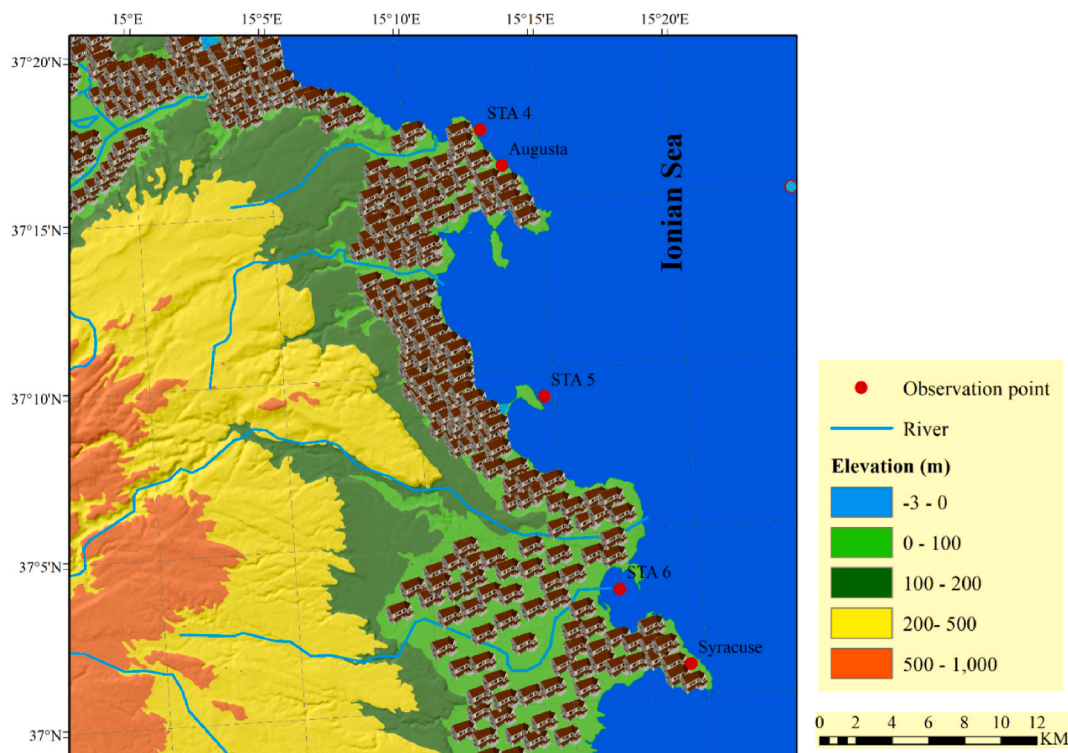 15°E 15°5'E 15°10'E 15°15'E 15°20'E
37°20'N
STA 4
Augusta
Ionian Sea
37°15'N
37°10'N
STA 5
37°5'N
STA 6
Syracuse
37°N
Observation point
River
Elevation (m)
-3 - 0
0 - 100
100 - 200
200- 500
500 - 1,000
0 2 4 6 8 10 12
KM